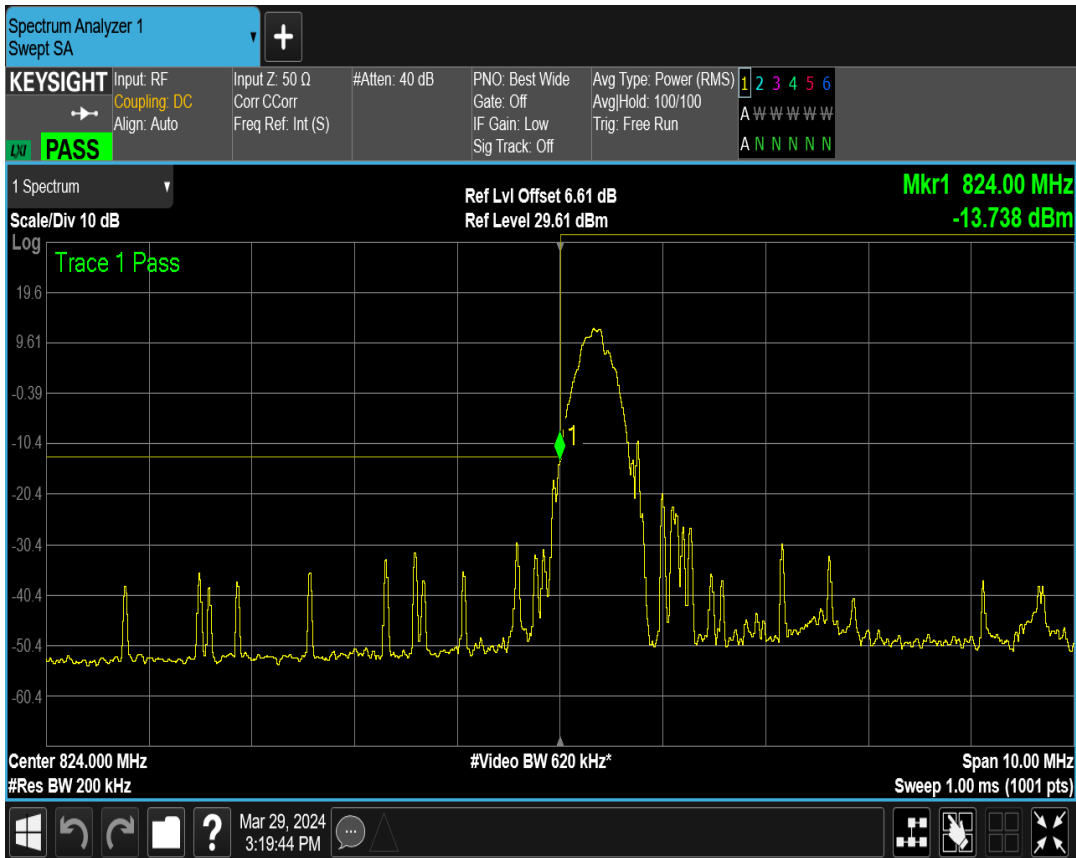 Spectrum Analyzer 1
Swept SA
+
KEYSIGHT
LXI PASS
Input: RF
Coupling: DC
Align: Auto
Input Z: 50 Ω
Corr CCorr
Freq Ref: Int (S)
#Atten: 40 dB
PNO: Best Wide
Gate: Off
IF Gain: Low
Sig Track: Off
Avg Type: Power (RMS)
Avg|Hold: 100/100
Trig: Free Run
1 2 3 4 5 6
A W W W W W
A N N N N N
1 Spectrum
Scale/Div 10 dB
Ref Lvl Offset 6.61 dB
Ref Level 29.61 dBm
Mkr1 824.00 MHz
-13.738 dBm
Log
Trace 1 Pass
19.6
9.61
-0.39
-10.4
-20.4
-30.4
-40.4
-50.4
-60.4
1
Center 824.000 MHz
#Res BW 200 kHz
#Video BW 620 kHz*
Span 10.00 MHz
Sweep 1.00 ms (1001 pts)
?
Mar 29, 2024
3:19:44 PM